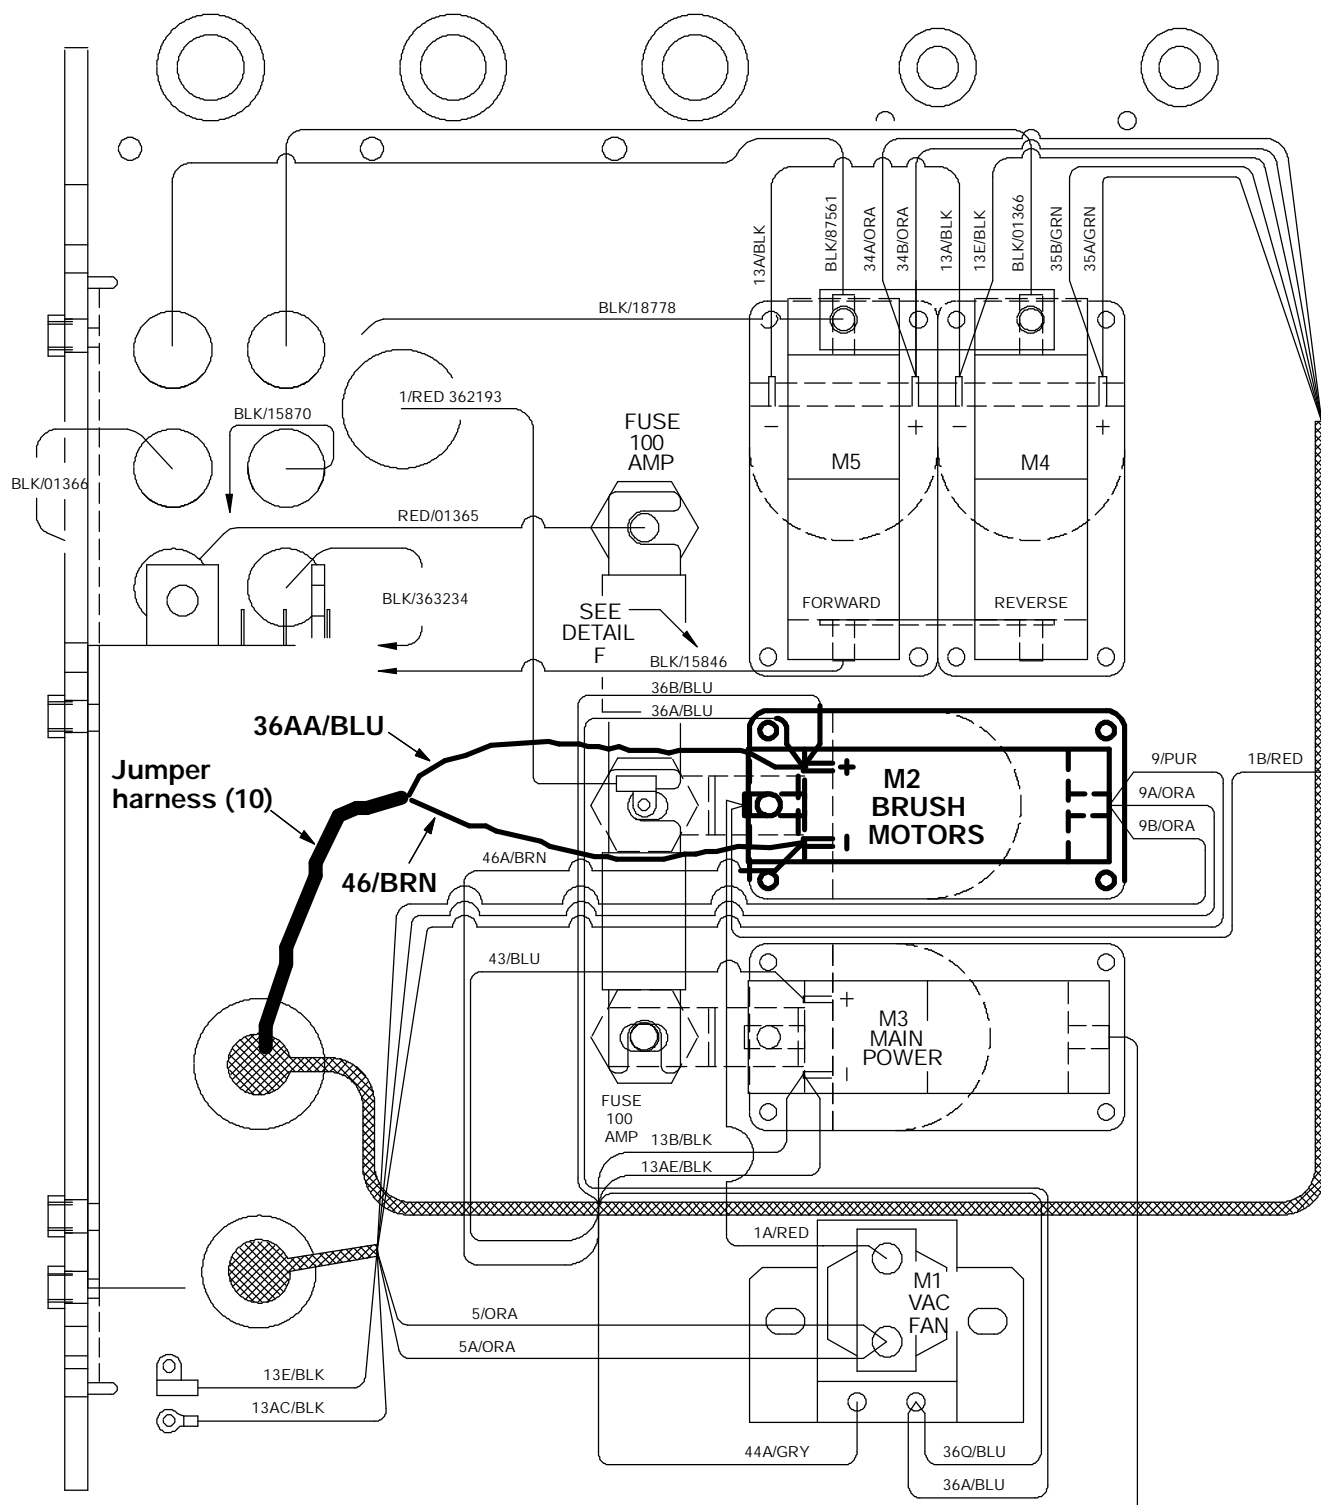 13A/BLK
BLK/87561
34A/ORA
34B/ORA
13A/BLK
13E/BLK
BLK/01366
35B/GRN
35A/GRN
BLK/18778
1/RED 362193
BLK/15870
FUSE
100
AMP
− + − +
M5
M4
BLK/01366
RED/01365
BLK/363234
FORWARD
REVERSE
SEE
DETAIL
F
BLK/15846
36B/BLU
36A/BLU
36AA/BLU
Jumper
harness (10)
+
M2
BRUSH
MOTORS
−
9/PUR
1B/RED
9A/ORA
9B/ORA
46A/BRN
46/BRN
43/BLU
+
M3
MAIN
POWER
−
FUSE
100
AMP
13B/BLK
13AE/BLK
1A/RED
M1
VAC
FAN
5/ORA
5A/ORA
13E/BLK
13AC/BLK
44A/GRY
36Q/BLU
36A/BLU